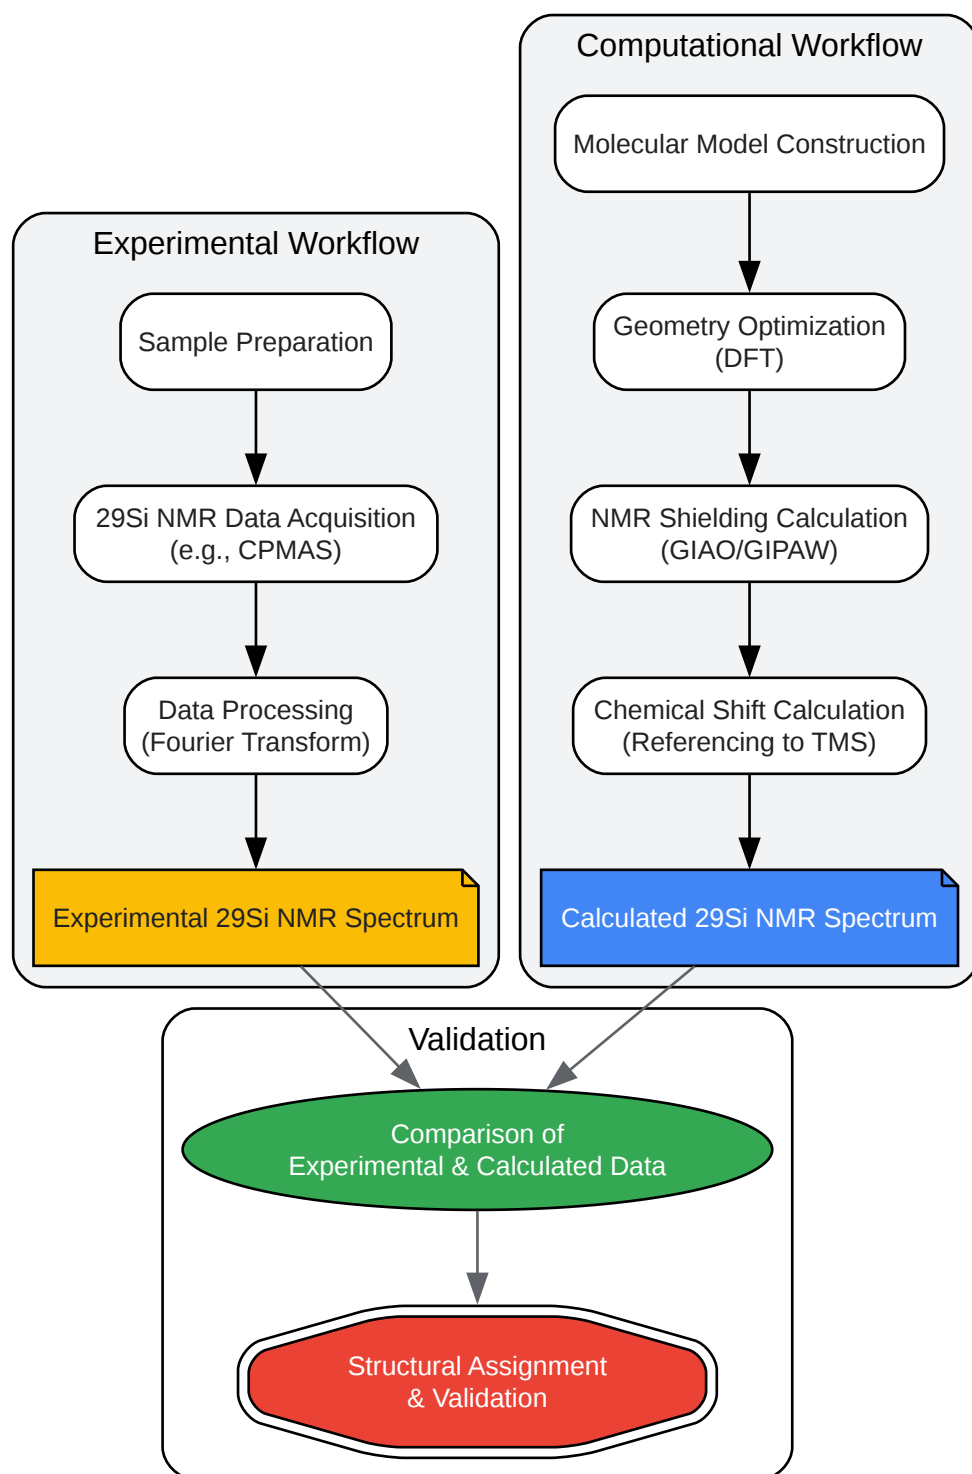 Computational Workflow
Molecular Model Construction
Geometry Optimization
(DFT)
NMR Shielding Calculation
(GIAO/GIPAW)
Chemical Shift Calculation
(Referencing to TMS)
Calculated 29Si NMR Spectrum
Experimental Workflow
Sample Preparation
29Si NMR Data Acquisition
(e.g., CPMAS)
Data Processing
(Fourier Transform)
Experimental 29Si NMR Spectrum
Validation
Comparison of
Experimental & Calculated Data
Structural Assignment
& Validation